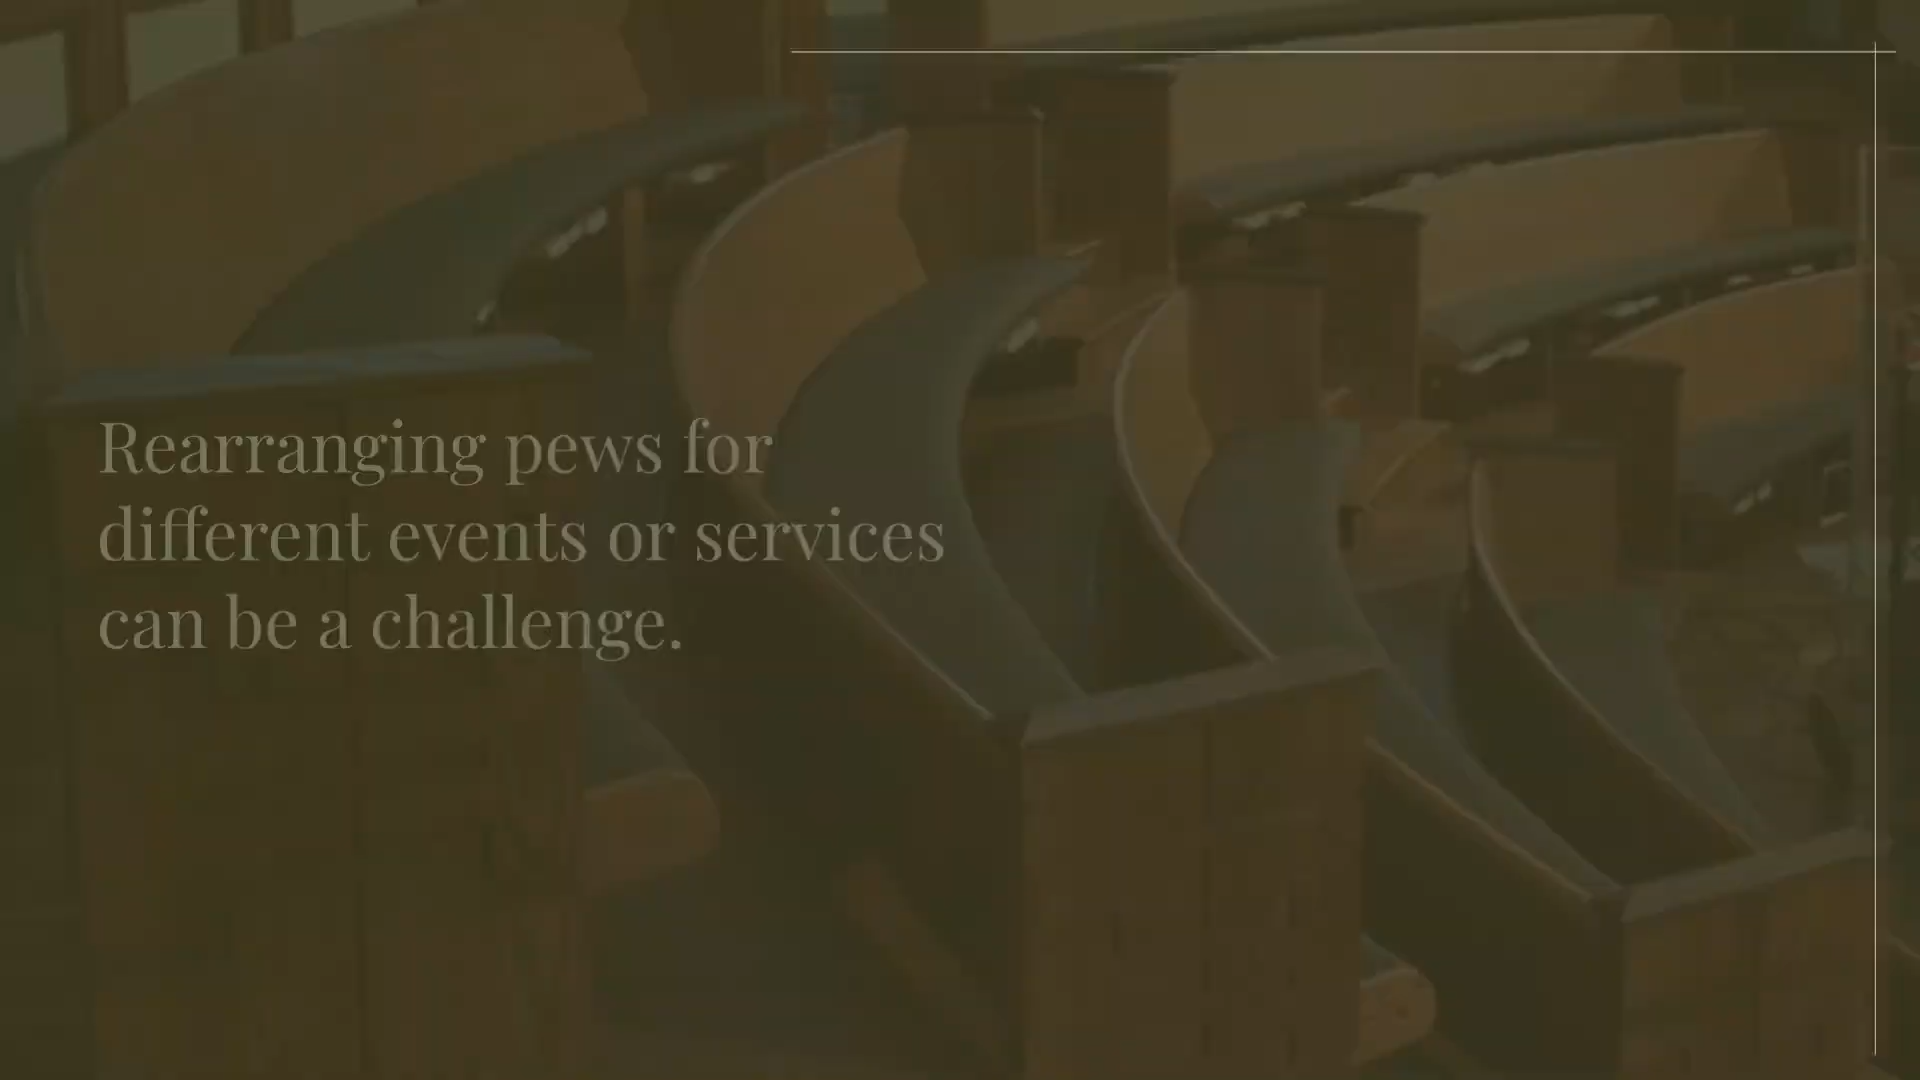 Rearranging pews for
different events or services
can be a challenge.